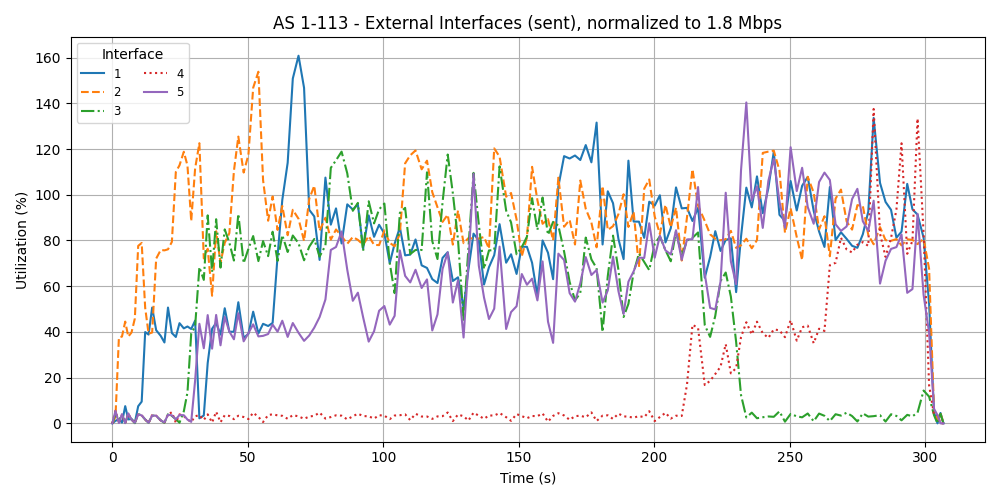 AS 1-113 - External Interfaces (sent), normalized to 1.8 Mbps
Interface
1
2
3
4
5
Utilization (%)
160
140
120
100
80
60
40
20
0
0 50 100 150 200 250 300
Time (s)